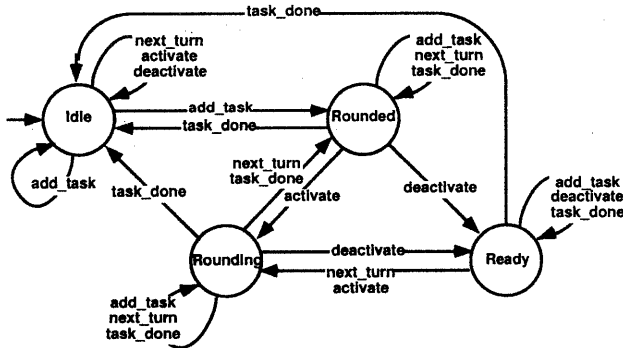 task_done
next_turn
activate
deactivate
add_task
next_turn
task_done
Idle
add_task
Rounded
task_done
add_task
next_turn
task_done
task_done
activate
deactivate
add_task
deactivate
task_done
Rounding
deactivate
Ready
next_turn
activate
add_task
next_turn
task_done